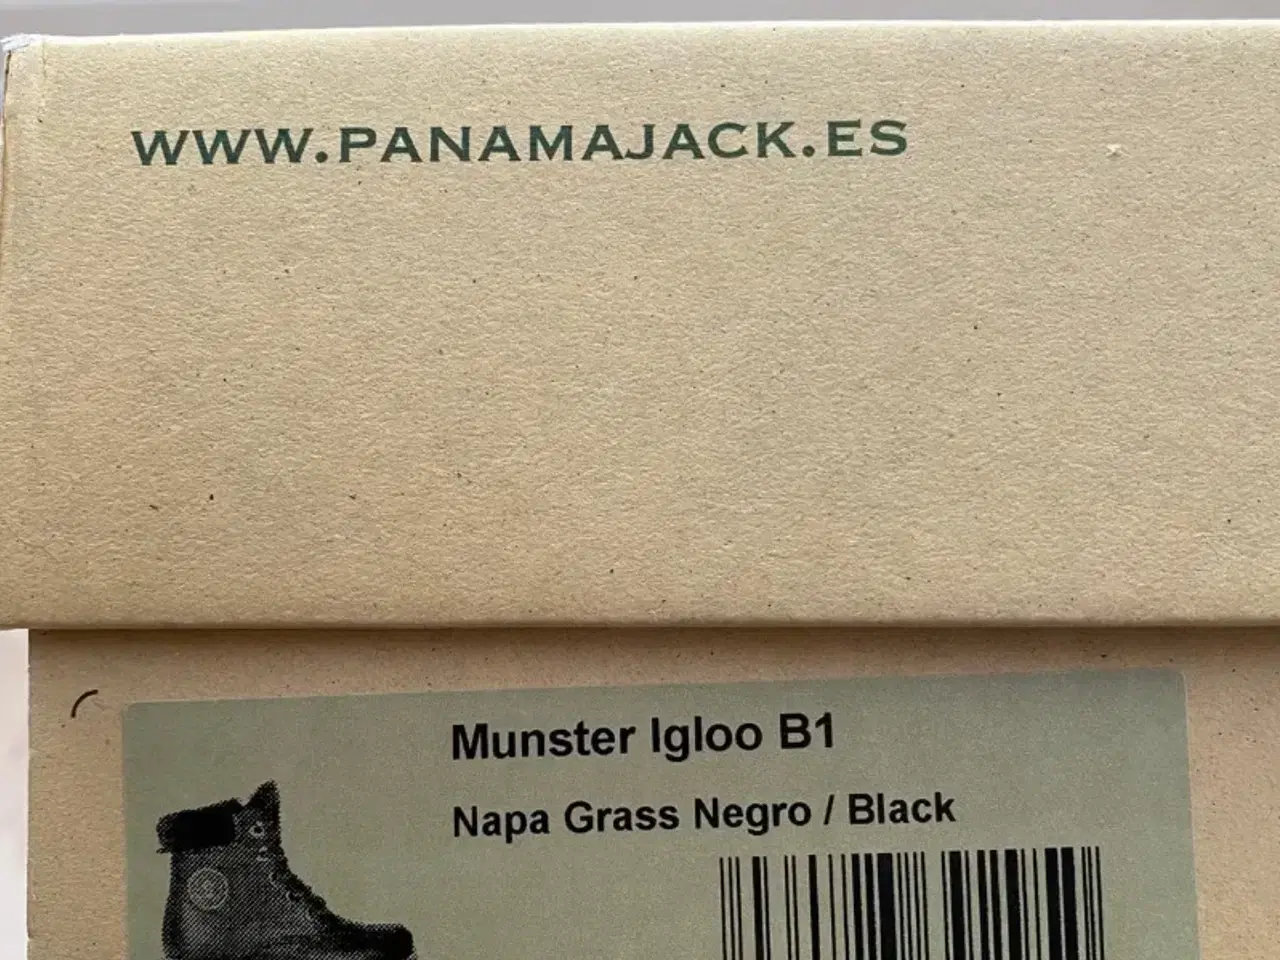 WWW.PANAMAJACK.ES
Munster Igloo B1
Napa Grass Negro / Black